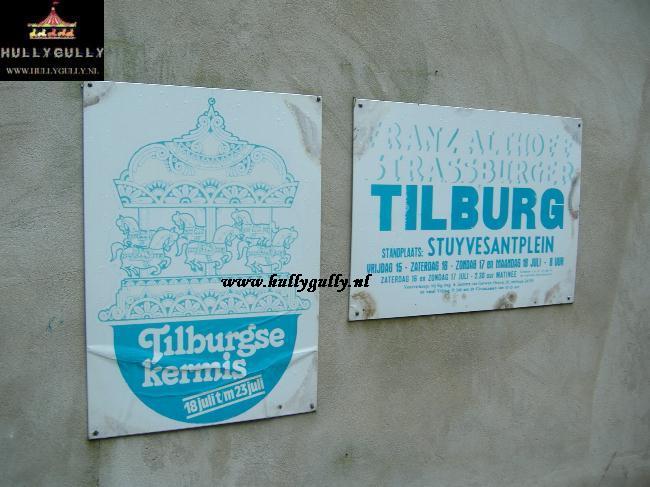 HULLYGULLY
WWW.HULLYGULLY.NL
Tilburgse
kermis
18 juli t/m 23 juli
FRANZ ALTHOFF
STRASSBURGER
TILBURG
STANDPLAATS: STUYVESANTPLEIN
VRIJDAG 15 - ZATERDAG 16 - ZONDAG 17 en MAANDAG 18 JULI - 8 UUR
ZATERDAG 16 en ZONDAG 17 JULI - 2.30 uur MATINEE
www.hullygully.nl